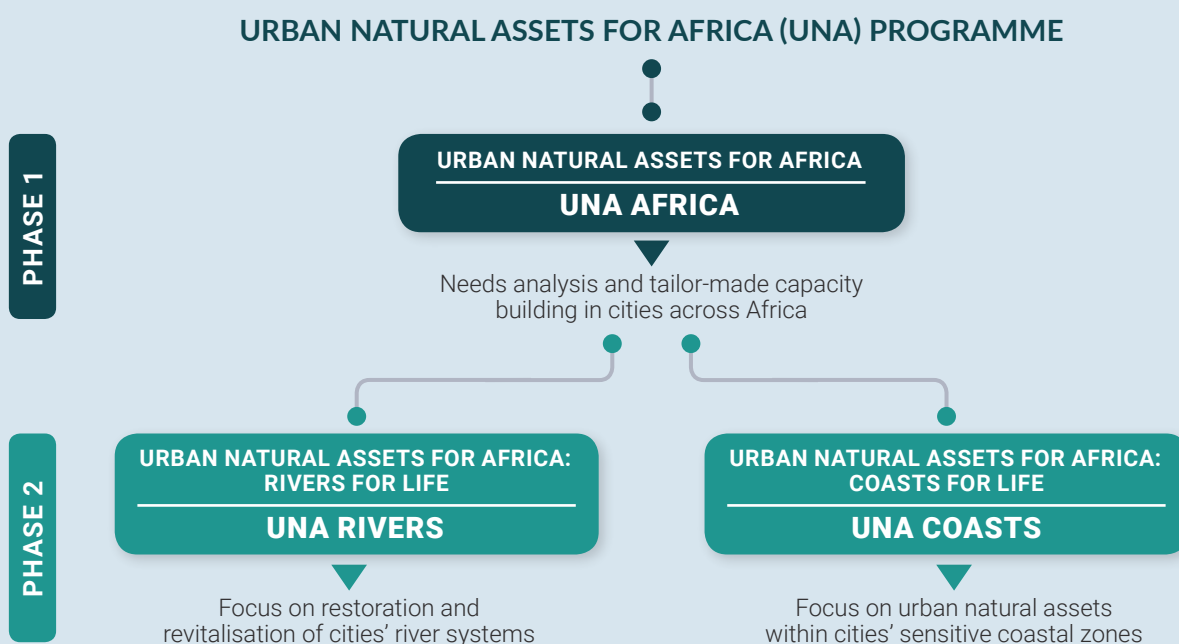 URBAN NATURAL ASSETS FOR AFRICA (UNA) PROGRAMME
PHASE 1
URBAN NATURAL ASSETS FOR AFRICA
UNA AFRICA
Needs analysis and tailor-made capacity
building in cities across Africa
PHASE 2
URBAN NATURAL ASSETS FOR AFRICA:
RIVERS FOR LIFE
UNA RIVERS
Focus on restoration and
revitalisation of cities’ river systems
URBAN NATURAL ASSETS FOR AFRICA:
COASTS FOR LIFE
UNA COASTS
Focus on urban natural assets
within cities’ sensitive coastal zones